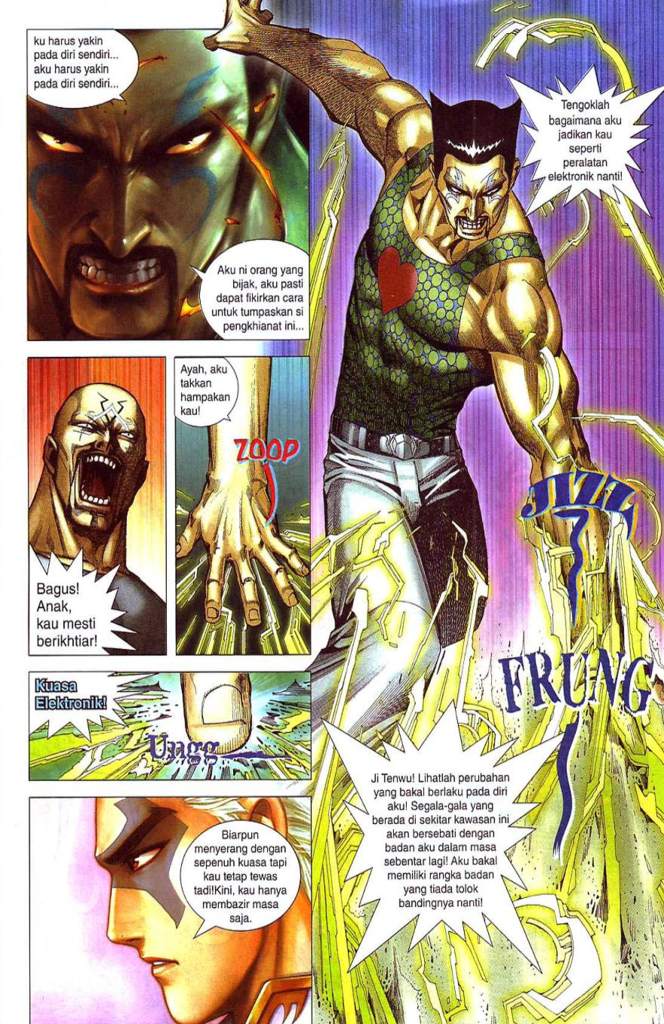 ku harus yakin
pada diri sendiri...
aku harus yakin
pada diri sendiri...
Aku ni orang yang
bijak, aku pasti
dapat fikirkan cara
untuk tumpaskan si
pengkhianat ini...
Tengoklah
bagaimana aku
jadikan kau
seperti
peralatan
elektronik nanti!
Bagus!
Anak,
kau mesti
berikhtiar!
Ayah, aku
takkan
hampakan
kau!
ZOOP
JIZZ
FRUNG
Kuasa
Elektronik!
Ungg
Ji Tenwu! Lihatlah perubahan
yang bakal berlaku pada diri
aku! Segala-gala yang
berada di sekitar kawasan ini
akan bersebati dengan
badan aku dalam masa
sebentar lagi! Aku bakal
memiliki rangka badan
yang tiada tolok
bandingnya nanti!
Biarpun
menyerang dengan
sepenuh kuasa tapi
kau tetap tewas
tadi!Kini, kau hanya
membazir masa
saja.